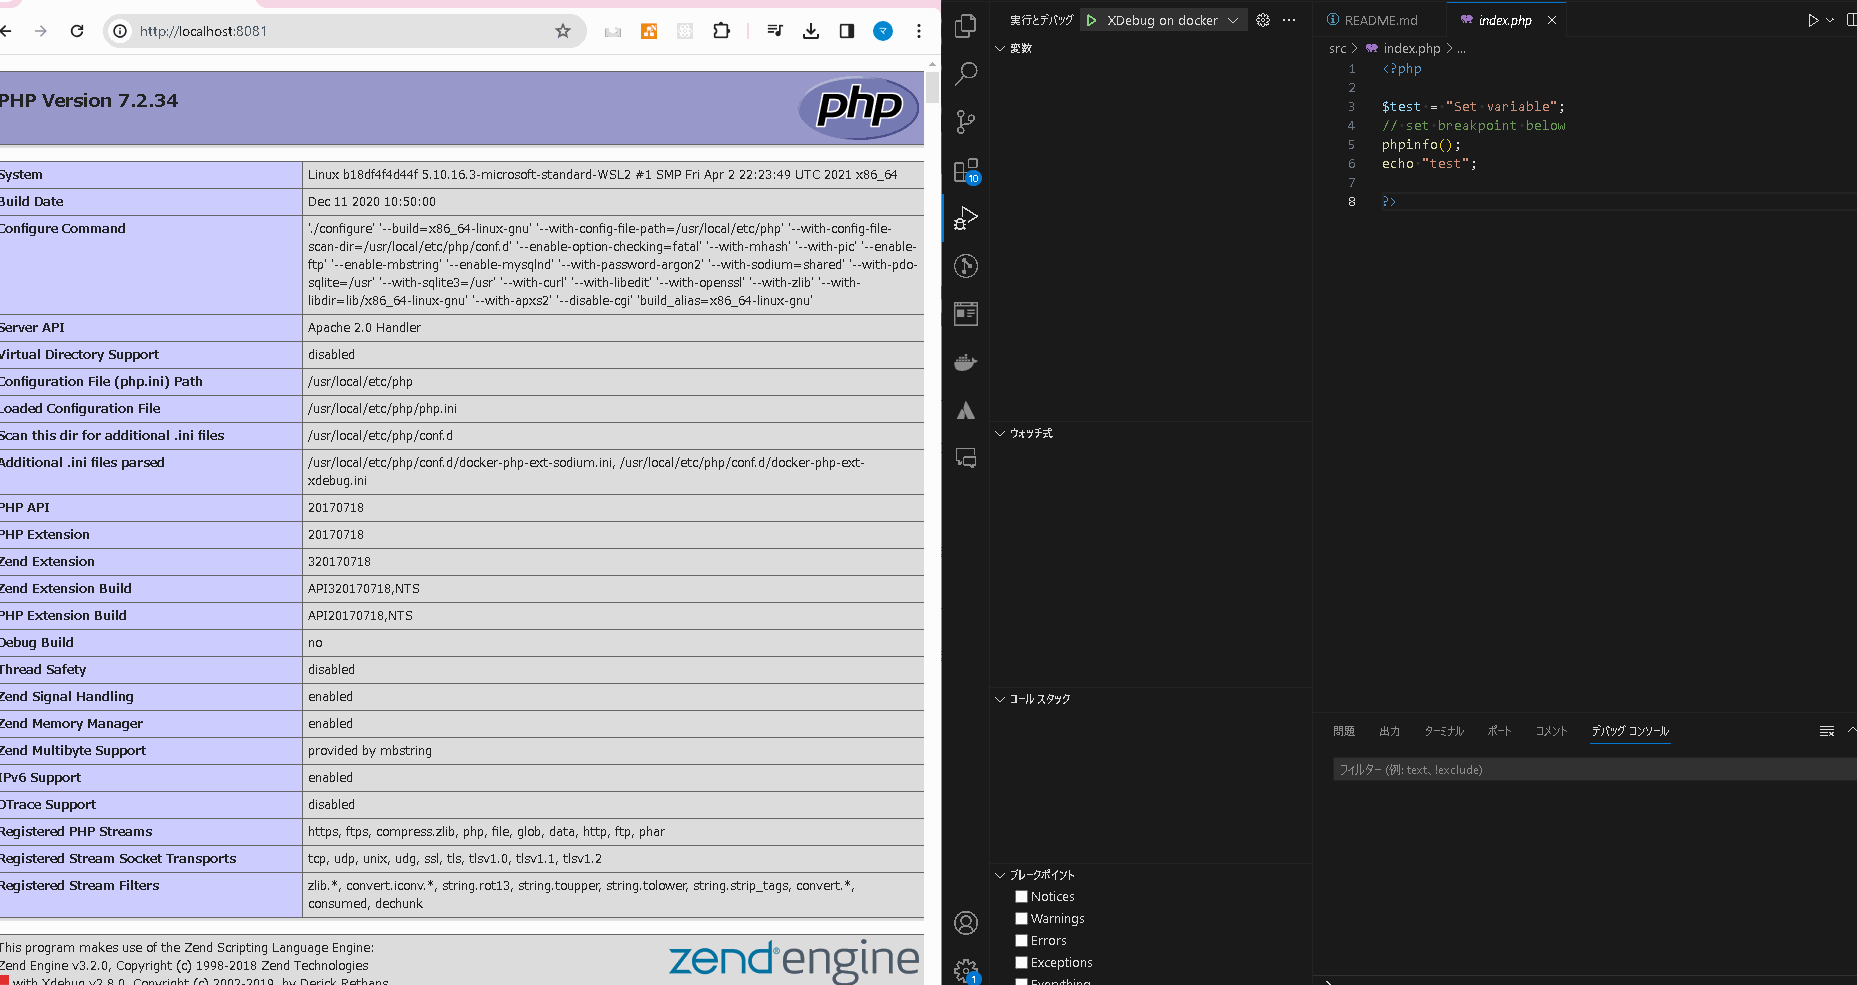 http://localhost:8081
マ
PHP Version 7.2.34
php
System Linux b18df4f4d44f 5.10.16.3-microsoft-standard-WSL2 #1 SMP Fri Apr 2 22:23:49 UTC 2021 x86_64
Build Date Dec 11 2020 10:50:00
Configure Command './configure' '--build=x86_64-linux-gnu' '--with-config-file-path=/usr/local/etc/php' '--with-config-file-
scan-dir=/usr/local/etc/php/conf.d' '--enable-option-checking=fatal' '--with-mhash' '--with-pic' '--enable-
ftp' '--enable-mbstring' '--enable-mysqlnd' '--with-password-argon2' '--with-sodium=shared' '--with-pdo-
sqlite=/usr' '--with-sqlite3=/usr' '--with-curl' '--with-libedit' '--with-openssl' '--with-zlib' '--with-
libdir=lib/x86_64-linux-gnu' '--with-apxs2' '--disable-cgi' 'build_alias=x86_64-linux-gnu'
Server API Apache 2.0 Handler
Virtual Directory Support disabled
Configuration File (php.ini) Path /usr/local/etc/php
Loaded Configuration File /usr/local/etc/php/php.ini
Scan this dir for additional .ini files /usr/local/etc/php/conf.d
Additional .ini files parsed /usr/local/etc/php/conf.d/docker-php-ext-sodium.ini, /usr/local/etc/php/conf.d/docker-php-ext-
xdebug.ini
PHP API 20170718
PHP Extension 20170718
Zend Extension 320170718
Zend Extension Build API320170718,NTS
PHP Extension Build API20170718,NTS
Debug Build no
Thread Safety disabled
Zend Signal Handling enabled
Zend Memory Manager enabled
Zend Multibyte Support provided by mbstring
IPv6 Support enabled
DTrace Support disabled
Registered PHP Streams https, ftps, compress.zlib, php, file, glob, data, http, ftp, phar
Registered Stream Socket Transports tcp, udp, unix, udg, ssl, tls, tlsv1.0, tlsv1.1, tlsv1.2
Registered Stream Filters zlib.*, convert.iconv.*, string.rot13, string.toupper, string.tolower, string.strip_tags, convert.*,
consumed, dechunk
This program makes use of the Zend Scripting Language Engine:
Zend Engine v3.2.0, Copyright (c) 1998-2018 Zend Technologies
with Xdebug v2.8.0, Copyright (c) 2002-2019, by Derick Rethans
zend engine
10
1
実行とデバッグ XDebug on docker
変数
ウォッチ式
コール スタック
ブレークポイント
Notices
Warnings
Errors
Exceptions
Everything
README.md index.php
src > index.php > ...
1 <?php
2
3 $test = "Set variable";
4 // set breakpoint below
5 phpinfo();
6 echo "test";
7
8 ?>
問題 出力 ターミナル ポート コメント デバッグ コンソール
フィルター (例: text、!exclude)